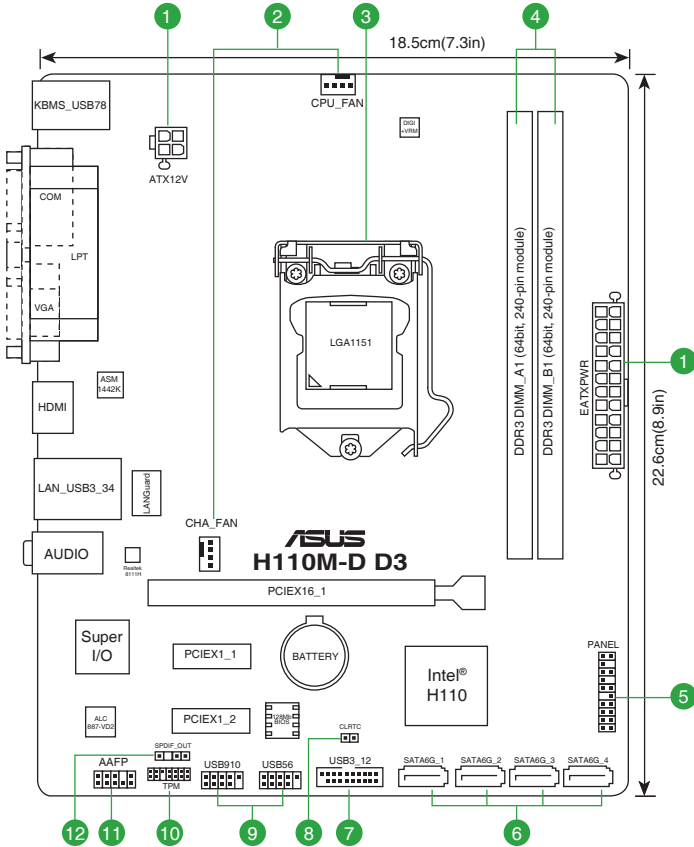 1
2
3
4
18.5cm(7.3in)
KBMS_USB78
CPU_FAN
DIGI
+VRM
ATX12V
COM
LPT
VGA
LGA1151
DDR3 DIMM_A1 (64bit, 240-pin module)
DDR3 DIMM_B1 (64bit, 240-pin module)
EATXPWR
1
22.6cm(8.9in)
ASM
1442K
HDMI
LAN_USB3_34
LANGuard
CHA_FAN
AUDIO
Realtek
8111H
ASUS
H110M-D D3
PCIEX16_1
Super
I/O
PCIEX1_1
BATTERY
Intel®
H110
PANEL
5
ALC
887-VD2
PCIEX1_2
128Mb
BIOS
CLRTC
SPDIF_OUT
AAFP
TPM
USB910
USB56
USB3_12
SATA6G_1
SATA6G_2
SATA6G_3
SATA6G_4
12
11
10
9
8
7
6